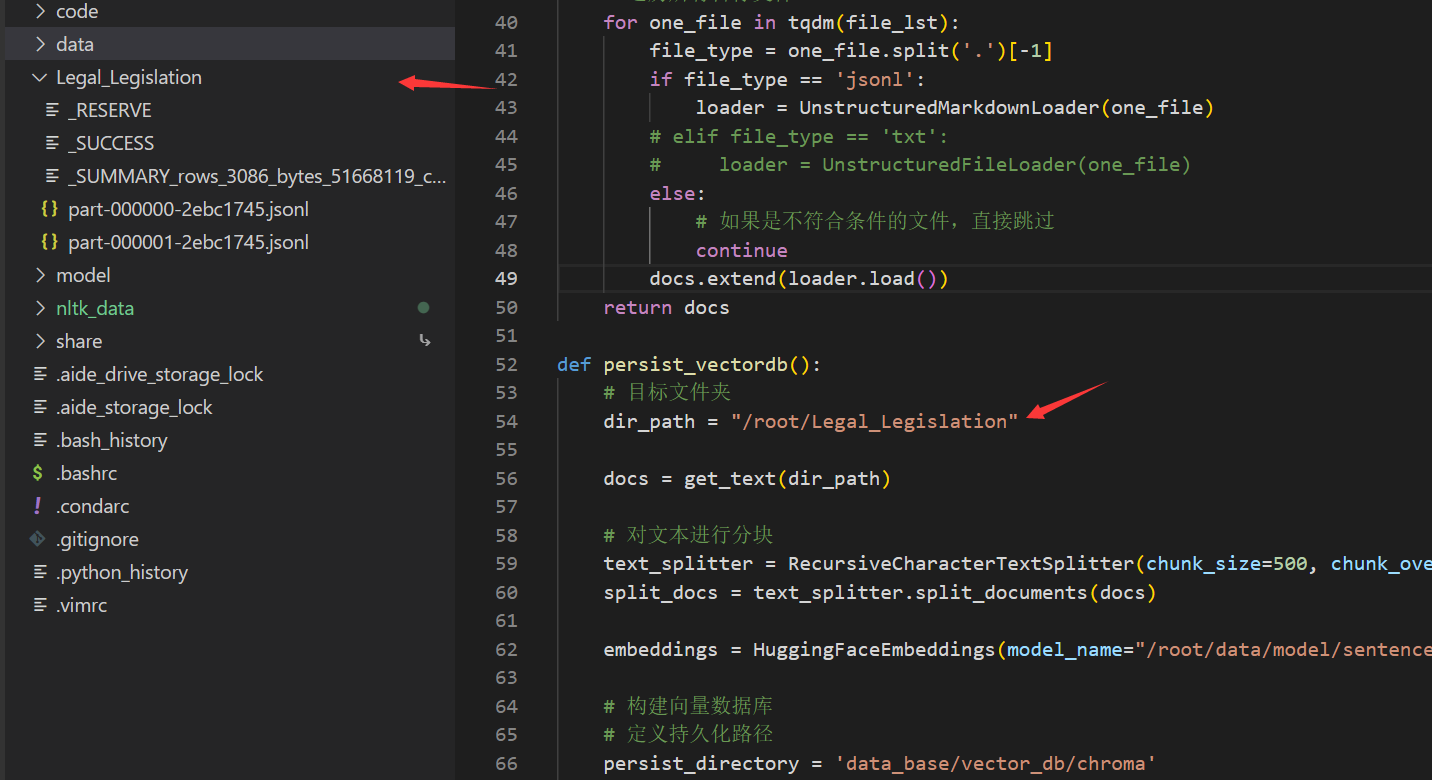 code
data
Legal_Legislation
_RESERVE
_SUCCESS
_SUMMARY_rows_3086_bytes_51668119_c...
part-000000-2ebc1745.jsonl
part-000001-2ebc1745.jsonl
model
nltk_data
share
.aide_drive_storage_lock
.aide_storage_lock
.bash_history
$ .bashrc
! .condarc
.gitignore
.python_history
.vimrc
40 for one_file in tqdm(file_lst):
41 file_type = one_file.split('.')[-1]
42 if file_type == 'jsonl':
43 loader = UnstructuredMarkdownLoader(one_file)
44 # elif file_type == 'txt':
45 #     loader = UnstructuredFileLoader(one_file)
46 else:
47 # 如果是不符合条件的文件，直接跳过
48 continue
49 docs.extend(loader.load())
50 return docs
51
52 def persist_vectordb():
53 # 目标文件夹
54 dir_path = "/root/Legal_Legislation"
55
56 docs = get_text(dir_path)
57
58 # 对文本进行分块
59 text_splitter = RecursiveCharacterTextSplitter(chunk_size=500, chunk_ove
60 split_docs = text_splitter.split_documents(docs)
61
62 embeddings = HuggingFaceEmbeddings(model_name="/root/data/model/sentence
63
64 # 构建向量数据库
65 # 定义持久化路径
66 persist_directory = 'data_base/vector_db/chroma'